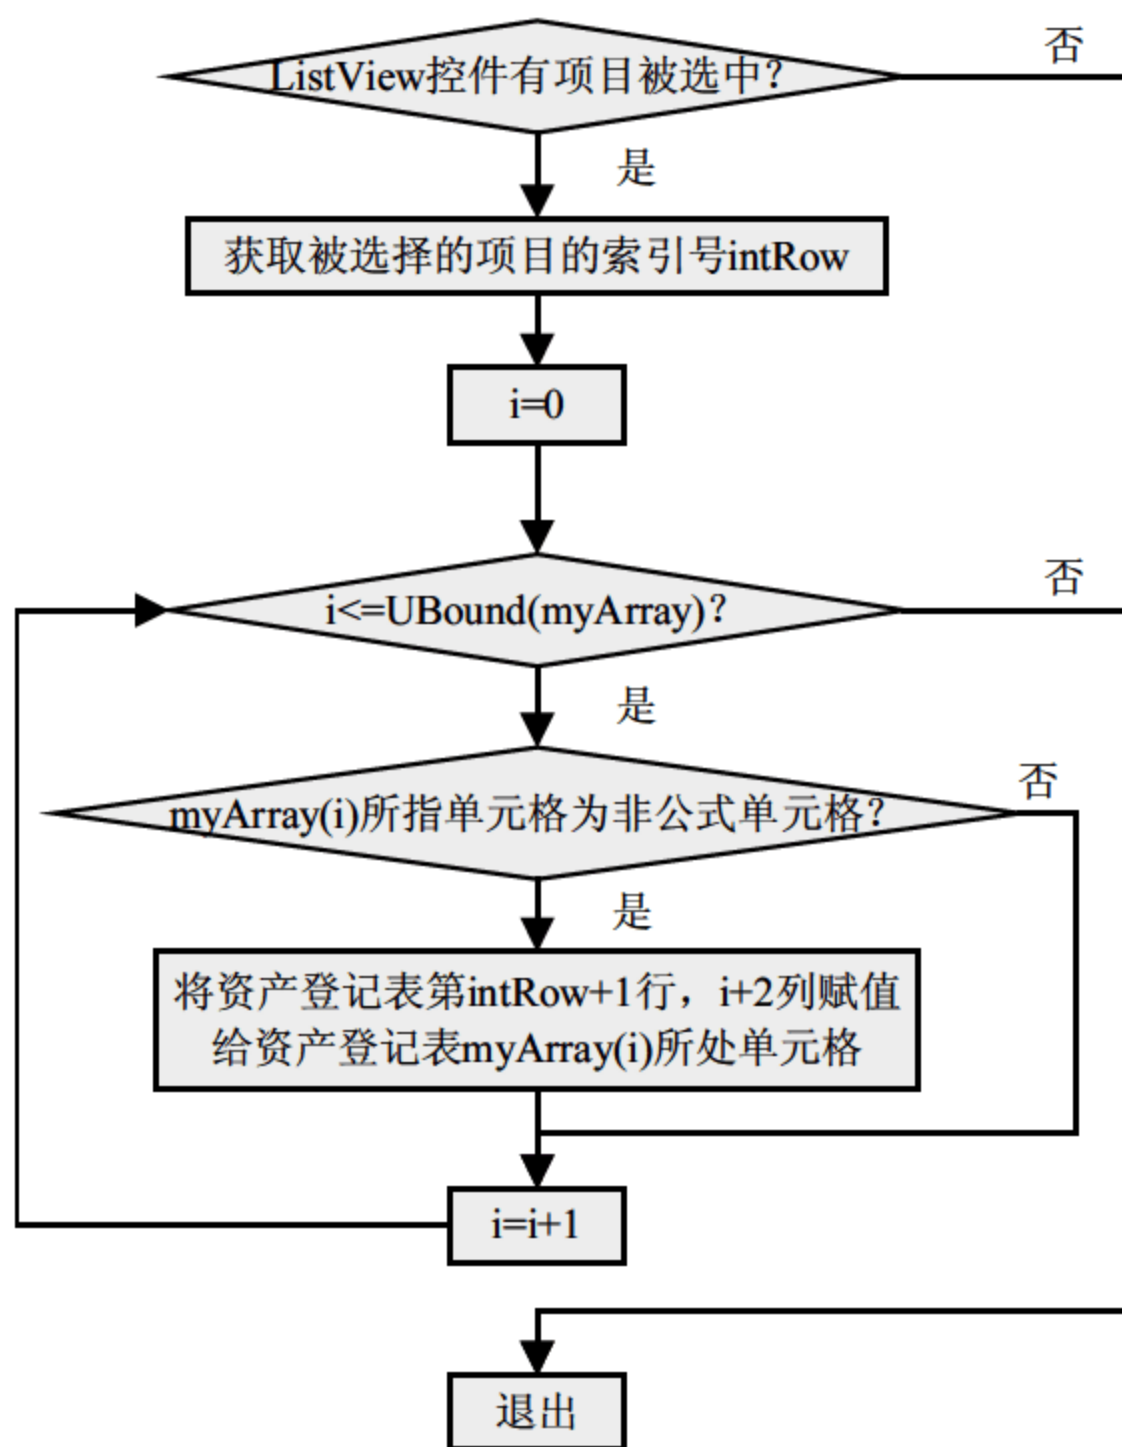 ListView控件有项目被选中？
否
是
获取被选择的项目的索引号intRow
i=0
i<=UBound(myArray)？
否
是
myArray(i)所指单元格为非公式单元格？
否
是
将资产登记表第intRow+1行，i+2列赋值
给资产登记表myArray(i)所处单元格
i=i+1
退出